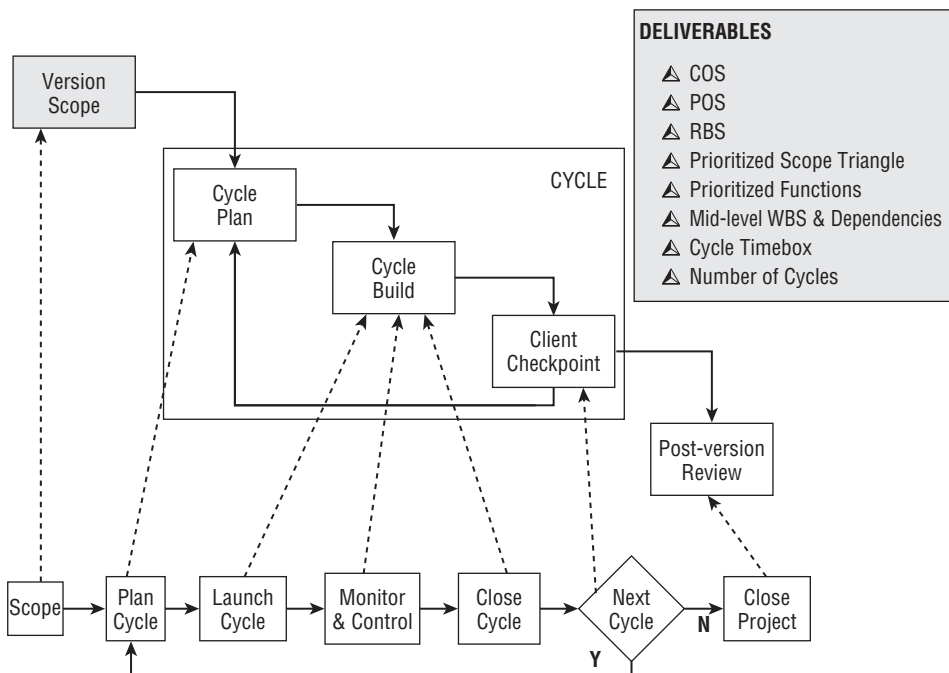 DELIVERABLES
COS
POS
RBS
Prioritized Scope Triangle
Prioritized Functions
Mid-level WBS & Dependencies
Cycle Timebox
Number of Cycles
Version
Scope
CYCLE
Cycle
Plan
Cycle
Build
Client
Checkpoint
Post-version
Review
Scope
Plan
Cycle
Launch
Cycle
Monitor
& Control
Close
Cycle
Next
Cycle
N
Y
Close
Project